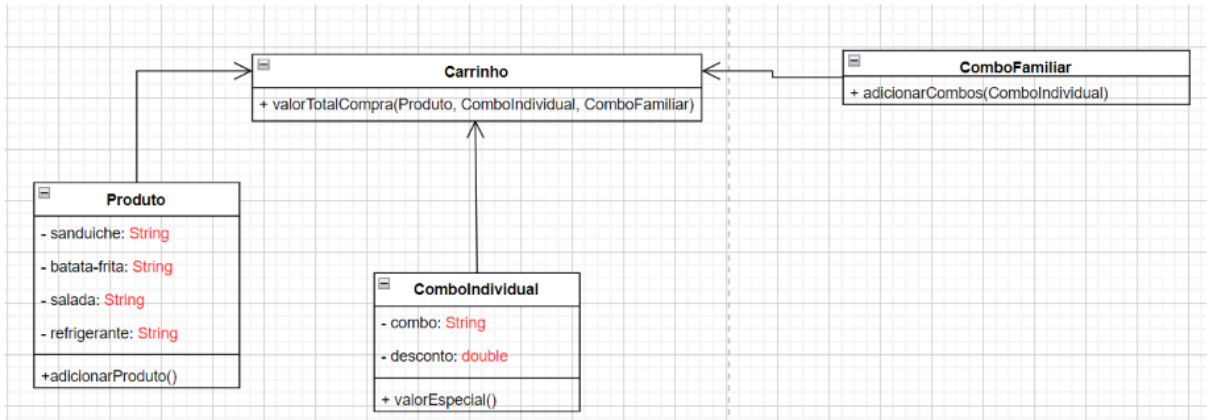 Carrinho
+ valorTotalCompra(Produto, ComboIndividual, ComboFamiliar)
ComboFamiliar
+ adicionarCombos(ComboIndividual)
Produto
- sanduiche: String
- batata-frita: String
- salada: String
- refrigerante: String
+adicionarProduto()
ComboIndividual
- combo: String
- desconto: double
+ valorEspecial()